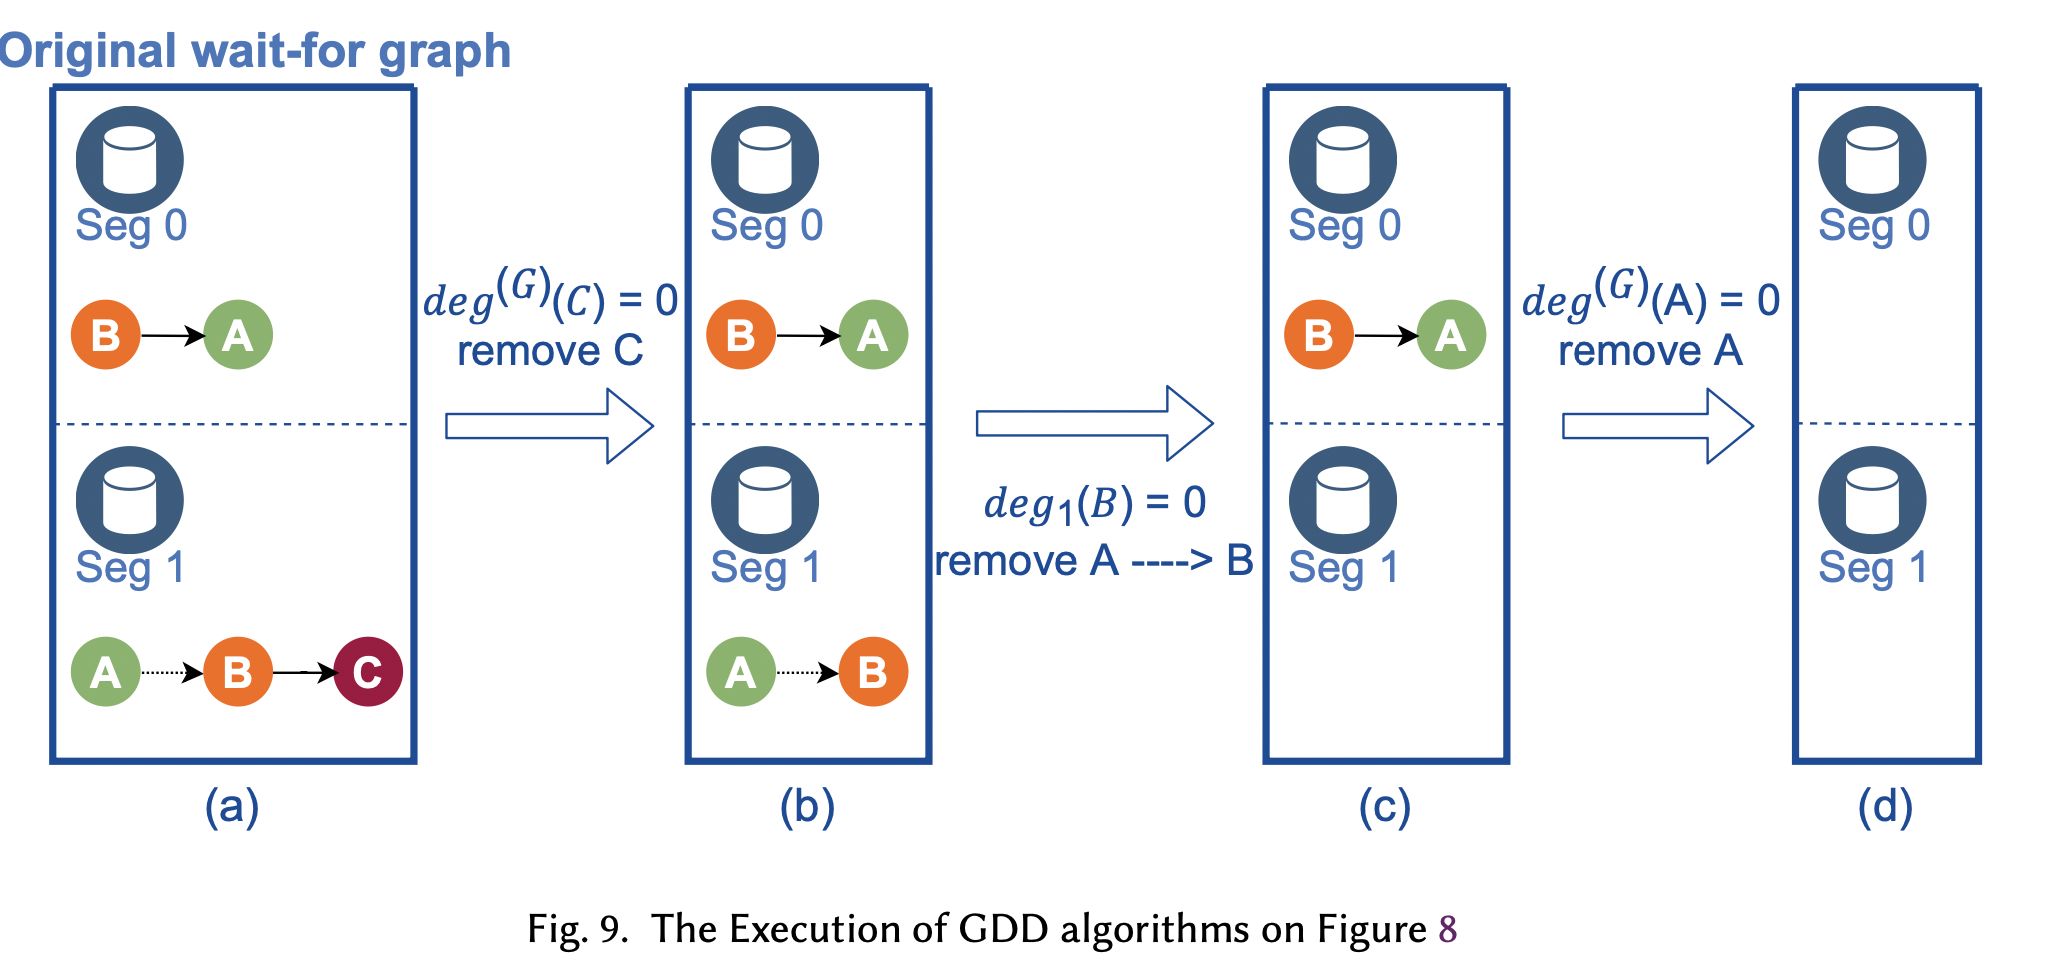 Original wait-for graph
Seg 0
B A
Seg 1
A B C
(a)
deg^(G)(C) = 0
remove C
Seg 0
B A
Seg 1
A B
(b)
deg₁(B) = 0
remove A ----> B
Seg 0
B A
Seg 1
(c)
deg^(G)(A) = 0
remove A
Seg 0
Seg 1
(d)
Fig. 9. The Execution of GDD algorithms on Figure 8